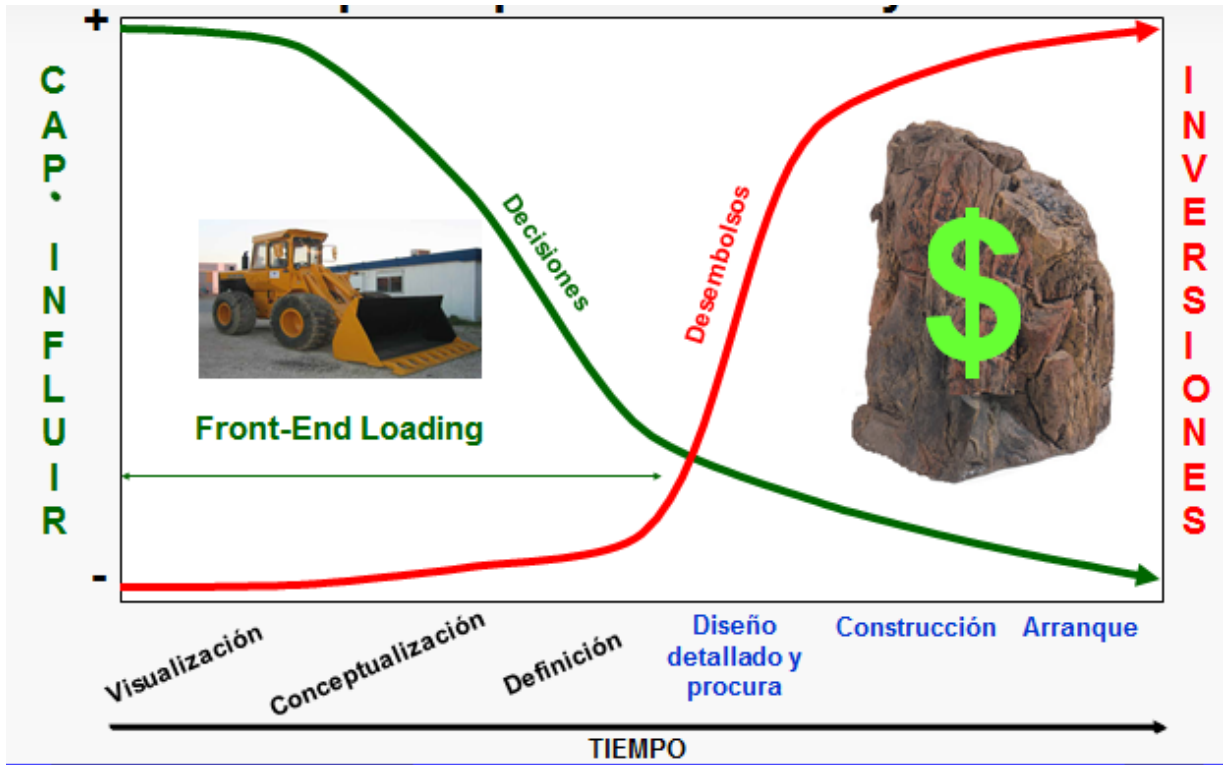 +
CAP. INFLUIR
-
Decisiones
Desembolsos
$
Front-End Loading
INVERSIONES
Visualización
Conceptualización
Definición
Diseño
detallado y
procura
Construcción
Arranque
TIEMPO